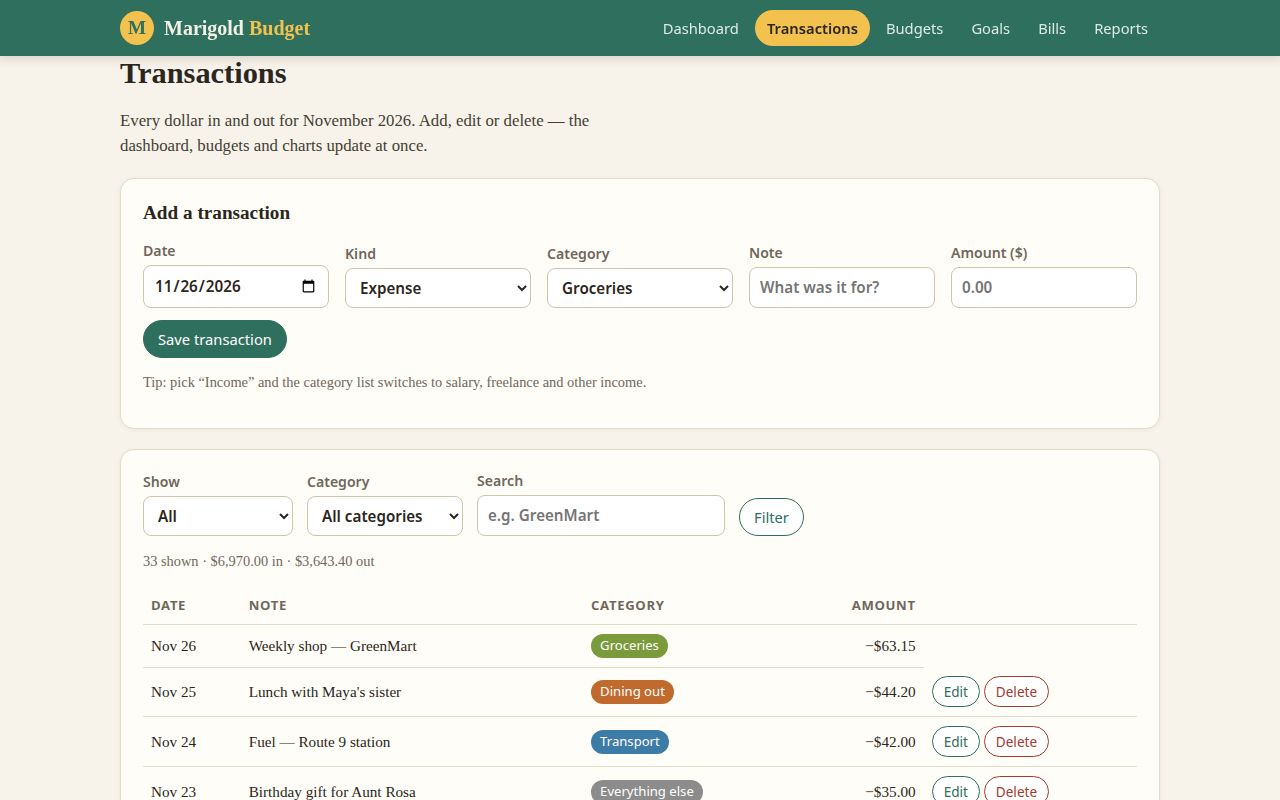 M Marigold Budget Dashboard Transactions Budgets Goals Bills Reports
Transactions
Every dollar in and out for November 2026. Add, edit or delete — the
dashboard, budgets and charts update at once.
Add a transaction
Date Kind Category Note Amount ($)
11/26/2026 Expense Groceries What was it for? 0.00
Save transaction
Tip: pick “Income” and the category list switches to salary, freelance and other income.
Show Category Search
All All categories e.g. GreenMart Filter
33 shown · $6,970.00 in · $3,643.40 out
DATE NOTE CATEGORY AMOUNT
Nov 26 Weekly shop — GreenMart Groceries −$63.15
Nov 25 Lunch with Maya's sister Dining out −$44.20 Edit Delete
Nov 24 Fuel — Route 9 station Transport −$42.00 Edit Delete
Nov 23 Birthday gift for Aunt Rosa Everything else −$35.00 Edit Delete